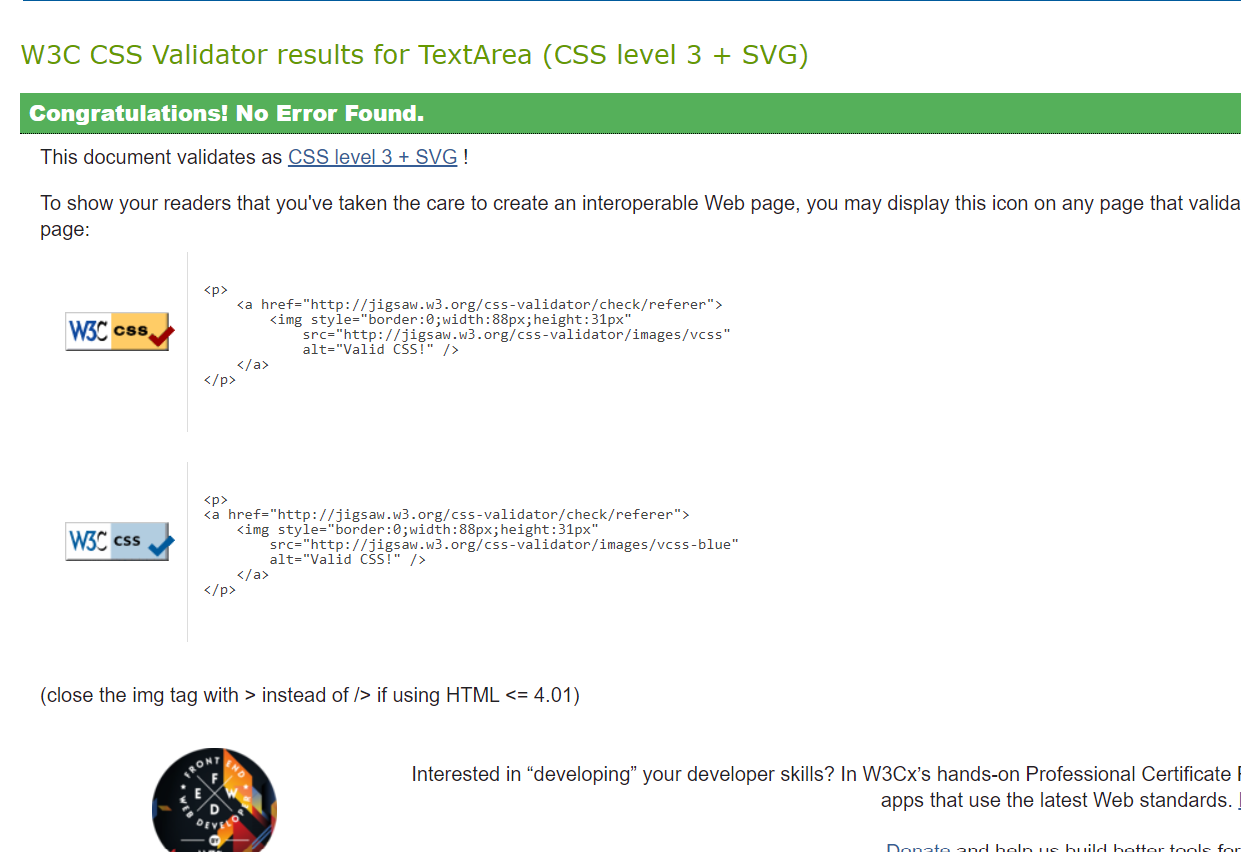 W3C CSS Validator results for TextArea (CSS level 3 + SVG)
Congratulations! No Error Found.
This document validates as CSS level 3 + SVG !
To show your readers that you've taken the care to create an interoperable Web page, you may display this icon on any page that valida
page:
W3C css
<p>
<a href="http://jigsaw.w3.org/css-validator/check/referer">
<img style="border:0;width:88px;height:31px"
src="http://jigsaw.w3.org/css-validator/images/vcss"
alt="Valid CSS!" />
</a>
</p>
W3C css
<p>
<a href="http://jigsaw.w3.org/css-validator/check/referer">
<img style="border:0;width:88px;height:31px"
src="http://jigsaw.w3.org/css-validator/images/vcss-blue"
alt="Valid CSS!" />
</a>
</p>
(close the img tag with > instead of /> if using HTML <= 4.01)
FRONT END
F E W D
WEB DEVELOPER
BY
Interested in “developing” your developer skills? In W3Cx’s hands-on Professional Certificate
apps that use the latest Web standards.
Donate and help us build better tools for